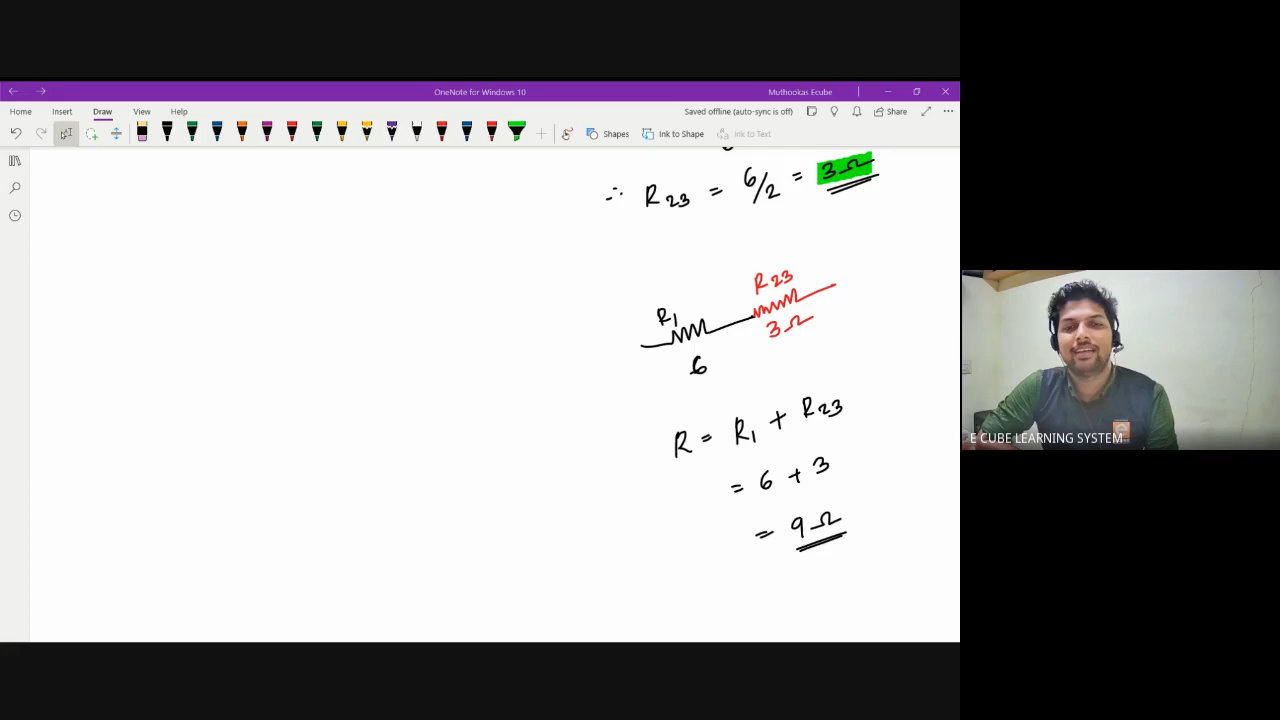 OneNote for Windows 10
Muthookas Ecube
Home Insert Draw View Help
Saved offline (auto-sync is off)
Share
Shapes
Ink to Shape
Ink to Text
∴ R23 = 6/2 = 3Ω
R1
R23
6
3Ω
R = R1 + R23
= 6 + 3
= 9Ω
E CUBE LEARNING SYSTEM